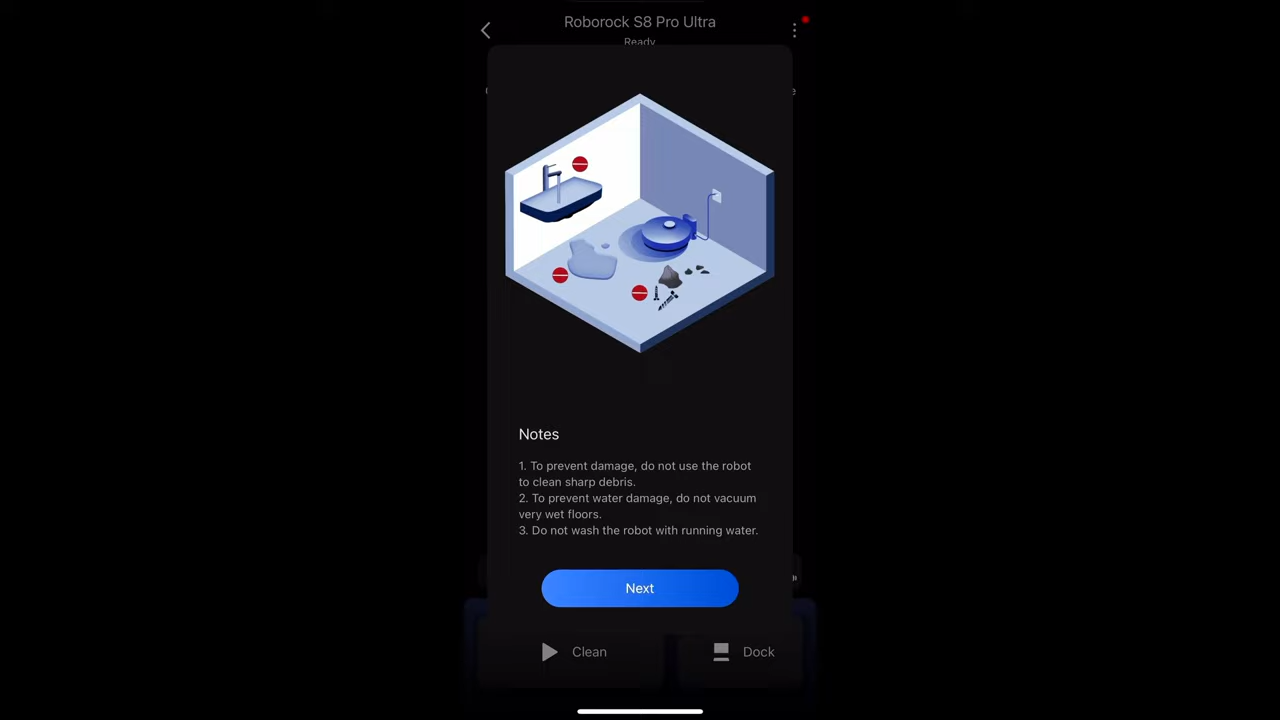 Roborock S8 Pro Ultra
Ready
Notes
1. To prevent damage, do not use the robot
to clean sharp debris.
2. To prevent water damage, do not vacuum
very wet floors.
3. Do not wash the robot with running water.
Next
Clean
Dock